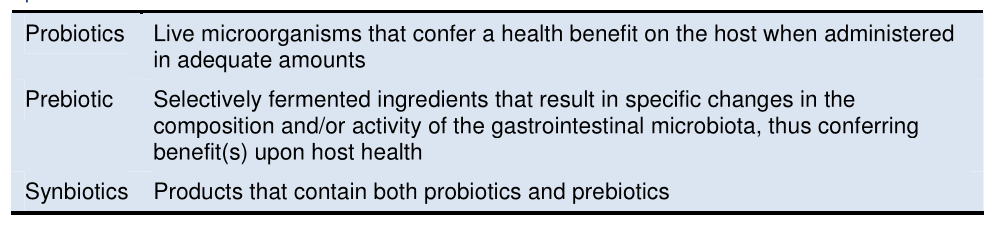 Probiotics Live microorganisms that confer a health benefit on the host when administered
in adequate amounts
Prebiotic Selectively fermented ingredients that result in specific changes in the
composition and/or activity of the gastrointestinal microbiota, thus conferring
benefit(s) upon host health
Synbiotics Products that contain both probiotics and prebiotics